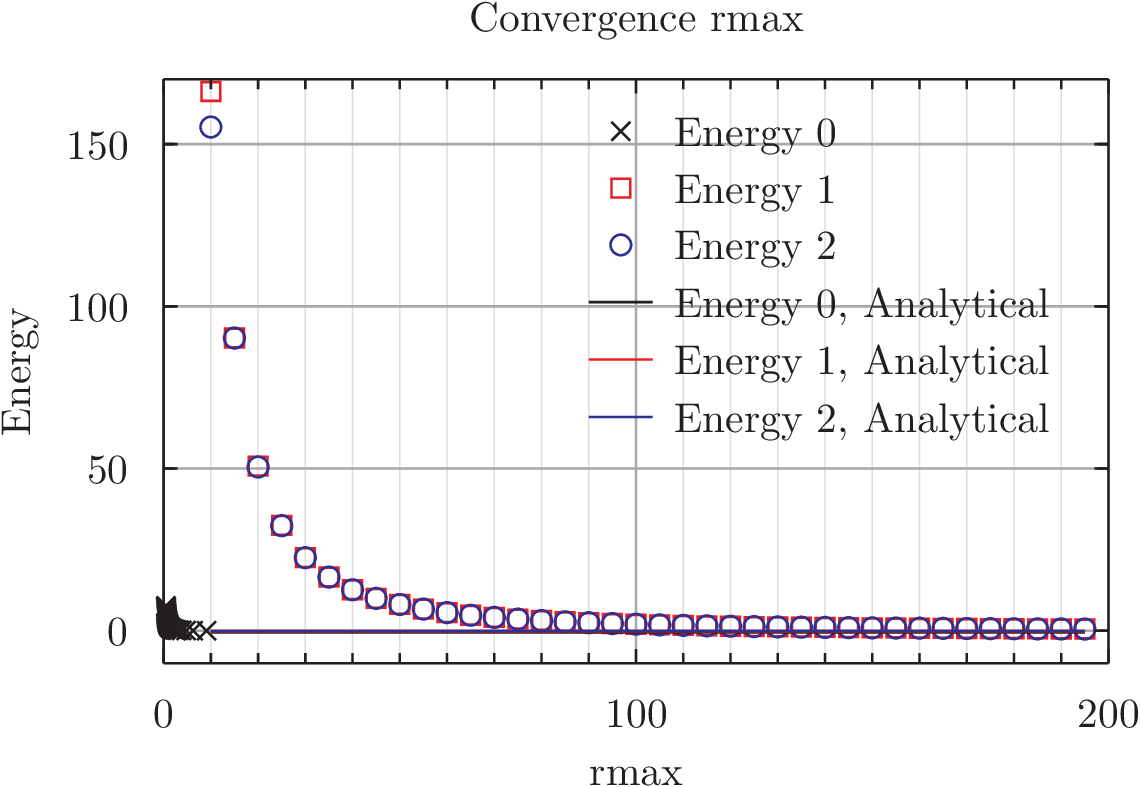 Convergence rmax
150
100
50
0
Energy
Energy 0
Energy 1
Energy 2
Energy 0, Analytical
Energy 1, Analytical
Energy 2, Analytical
0 100 200
rmax